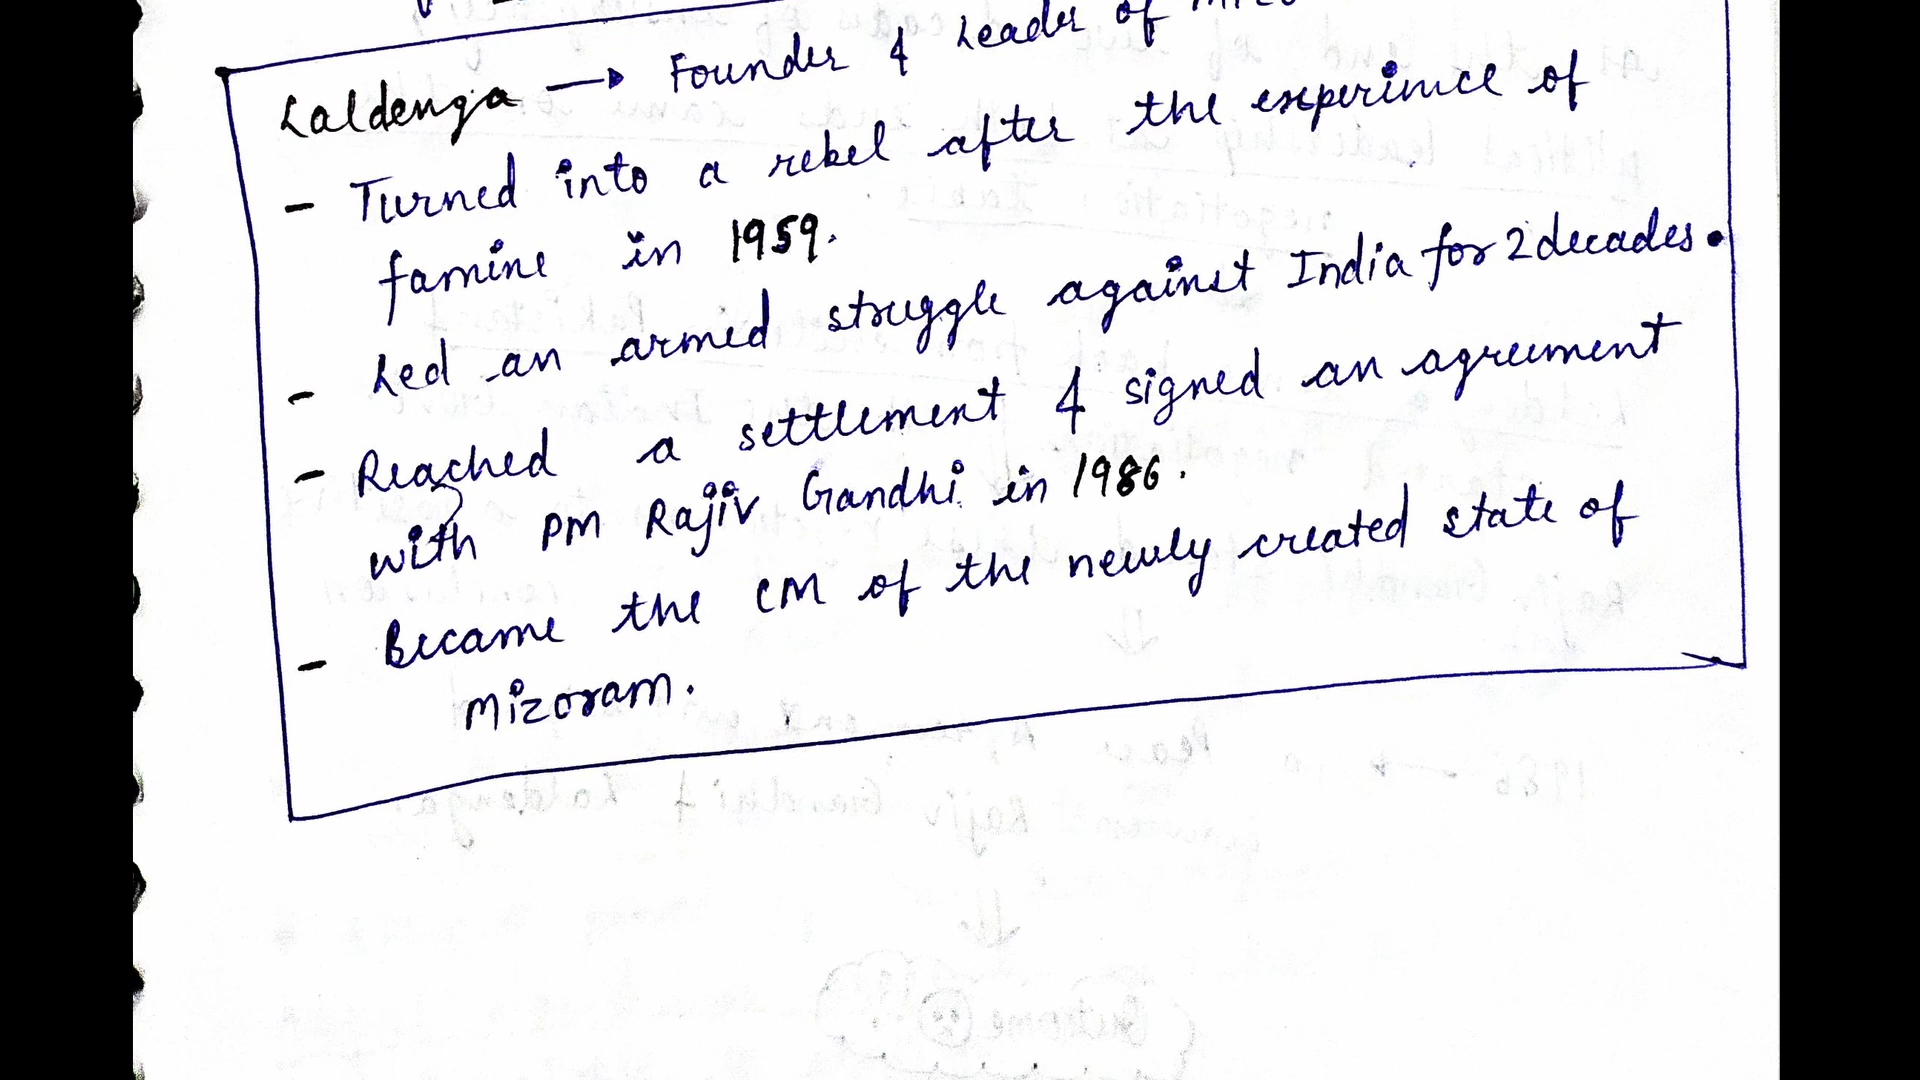 Laldenga → Founder & Leader of
- Turned into a rebel after the experience of
famine in 1959.
- Led an armed struggle against India for 2 decades.
- Reached a settlement & signed an agreement
with PM Rajiv Gandhi in 1986.
- Became the CM of the newly created state of
Mizoram.